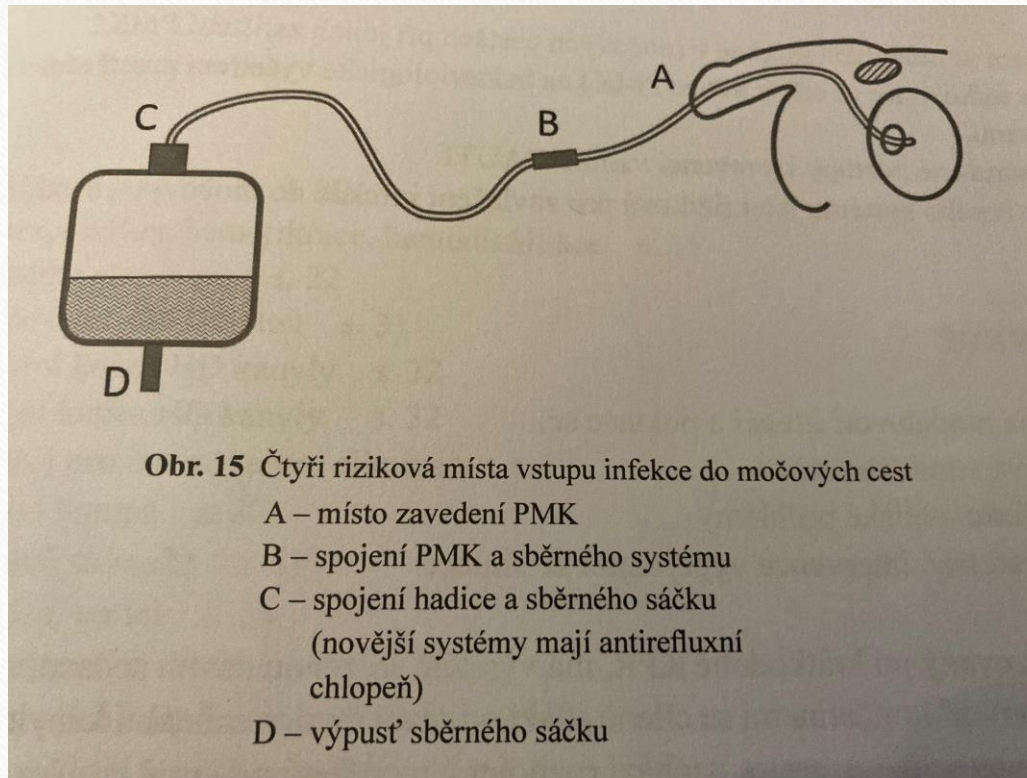 A
C
B
D
Obr. 15 Čtyři riziková místa vstupu infekce do močových cest
A – místo zavedení PMK
B – spojení PMK a sběrného systému
C – spojení hadice a sběrného sáčku
(novější systémy mají antirefluxní
chlopeň)
D – výpusť sběrného sáčku